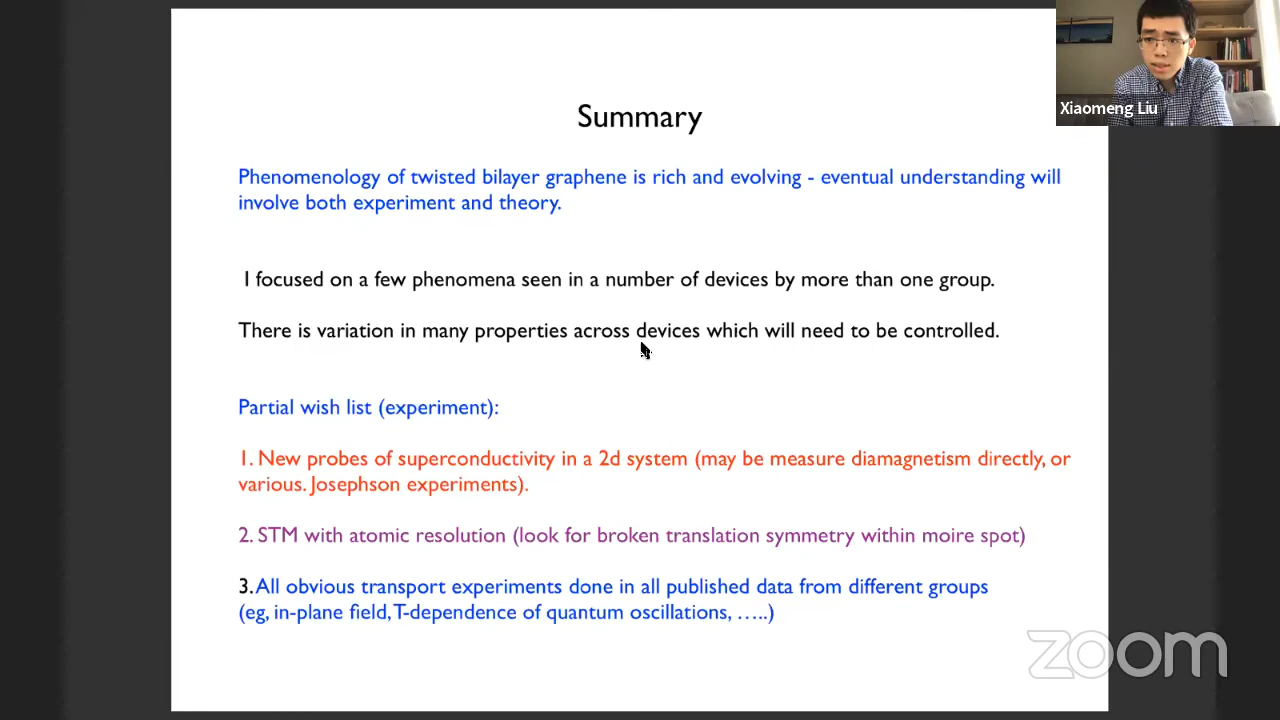 Xiaomeng Liu
Summary
Phenomenology of twisted bilayer graphene is rich and evolving - eventual understanding will
involve both experiment and theory.
I focused on a few phenomena seen in a number of devices by more than one group.
There is variation in many properties across devices which will need to be controlled.
Partial wish list (experiment):
1. New probes of superconductivity in a 2d system (may be measure diamagnetism directly, or
various. Josephson experiments).
2. STM with atomic resolution (look for broken translation symmetry within moire spot)
3. All obvious transport experiments done in all published data from different groups
(eg, in-plane field, T-dependence of quantum oscillations, …..)
zoom